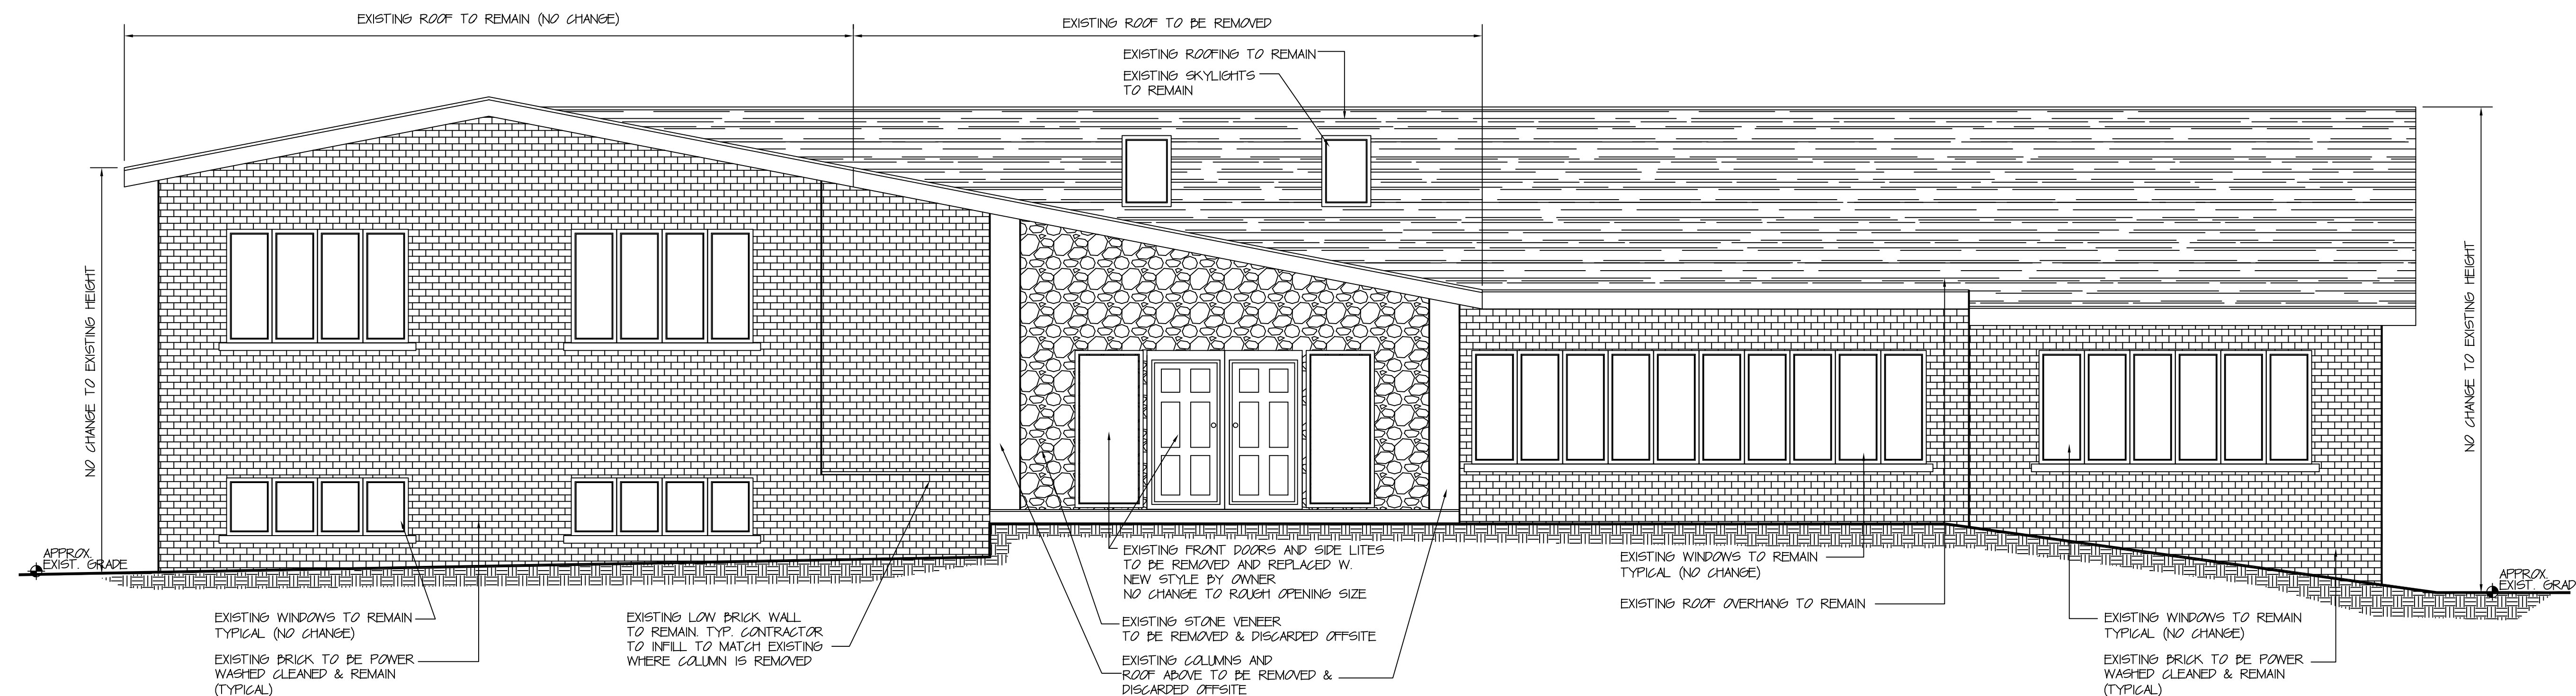 EXISTING ROOF TO REMAIN (NO CHANGE)
EXISTING ROOF TO BE REMOVED
EXISTING ROOFING TO REMAIN
EXISTING SKYLIGHTS
TO REMAIN
NO CHANGE TO EXISTING HEIGHT
NO CHANGE TO EXISTING HEIGHT
APPROX.
EXIST. GRADE
APPROX.
EXIST. GRAD
EXISTING WINDOWS TO REMAIN
TYPICAL (NO CHANGE)
EXISTING BRICK TO BE POWER
WASHED CLEANED & REMAIN
(TYPICAL)
EXISTING LOW BRICK WALL
TO REMAIN. TYP. CONTRACTOR
TO INFILL TO MATCH EXISTING
WHERE COLUMN IS REMOVED
EXISTING FRONT DOORS AND SIDE LITES
TO BE REMOVED AND REPLACED W.
NEW STYLE BY OWNER
NO CHANGE TO ROUGH OPENING SIZE
EXISTING STONE VENEER
TO BE REMOVED & DISCARDED OFFSITE
EXISTING COLUMNS AND
ROOF ABOVE TO BE REMOVED &
DISCARDED OFFSITE
EXISTING WINDOWS TO REMAIN
TYPICAL (NO CHANGE)
EXISTING ROOF OVERHANG TO REMAIN
EXISTING WINDOWS TO REMAIN
TYPICAL (NO CHANGE)
EXISTING BRICK TO BE POWER
WASHED CLEANED & REMAIN
(TYPICAL)